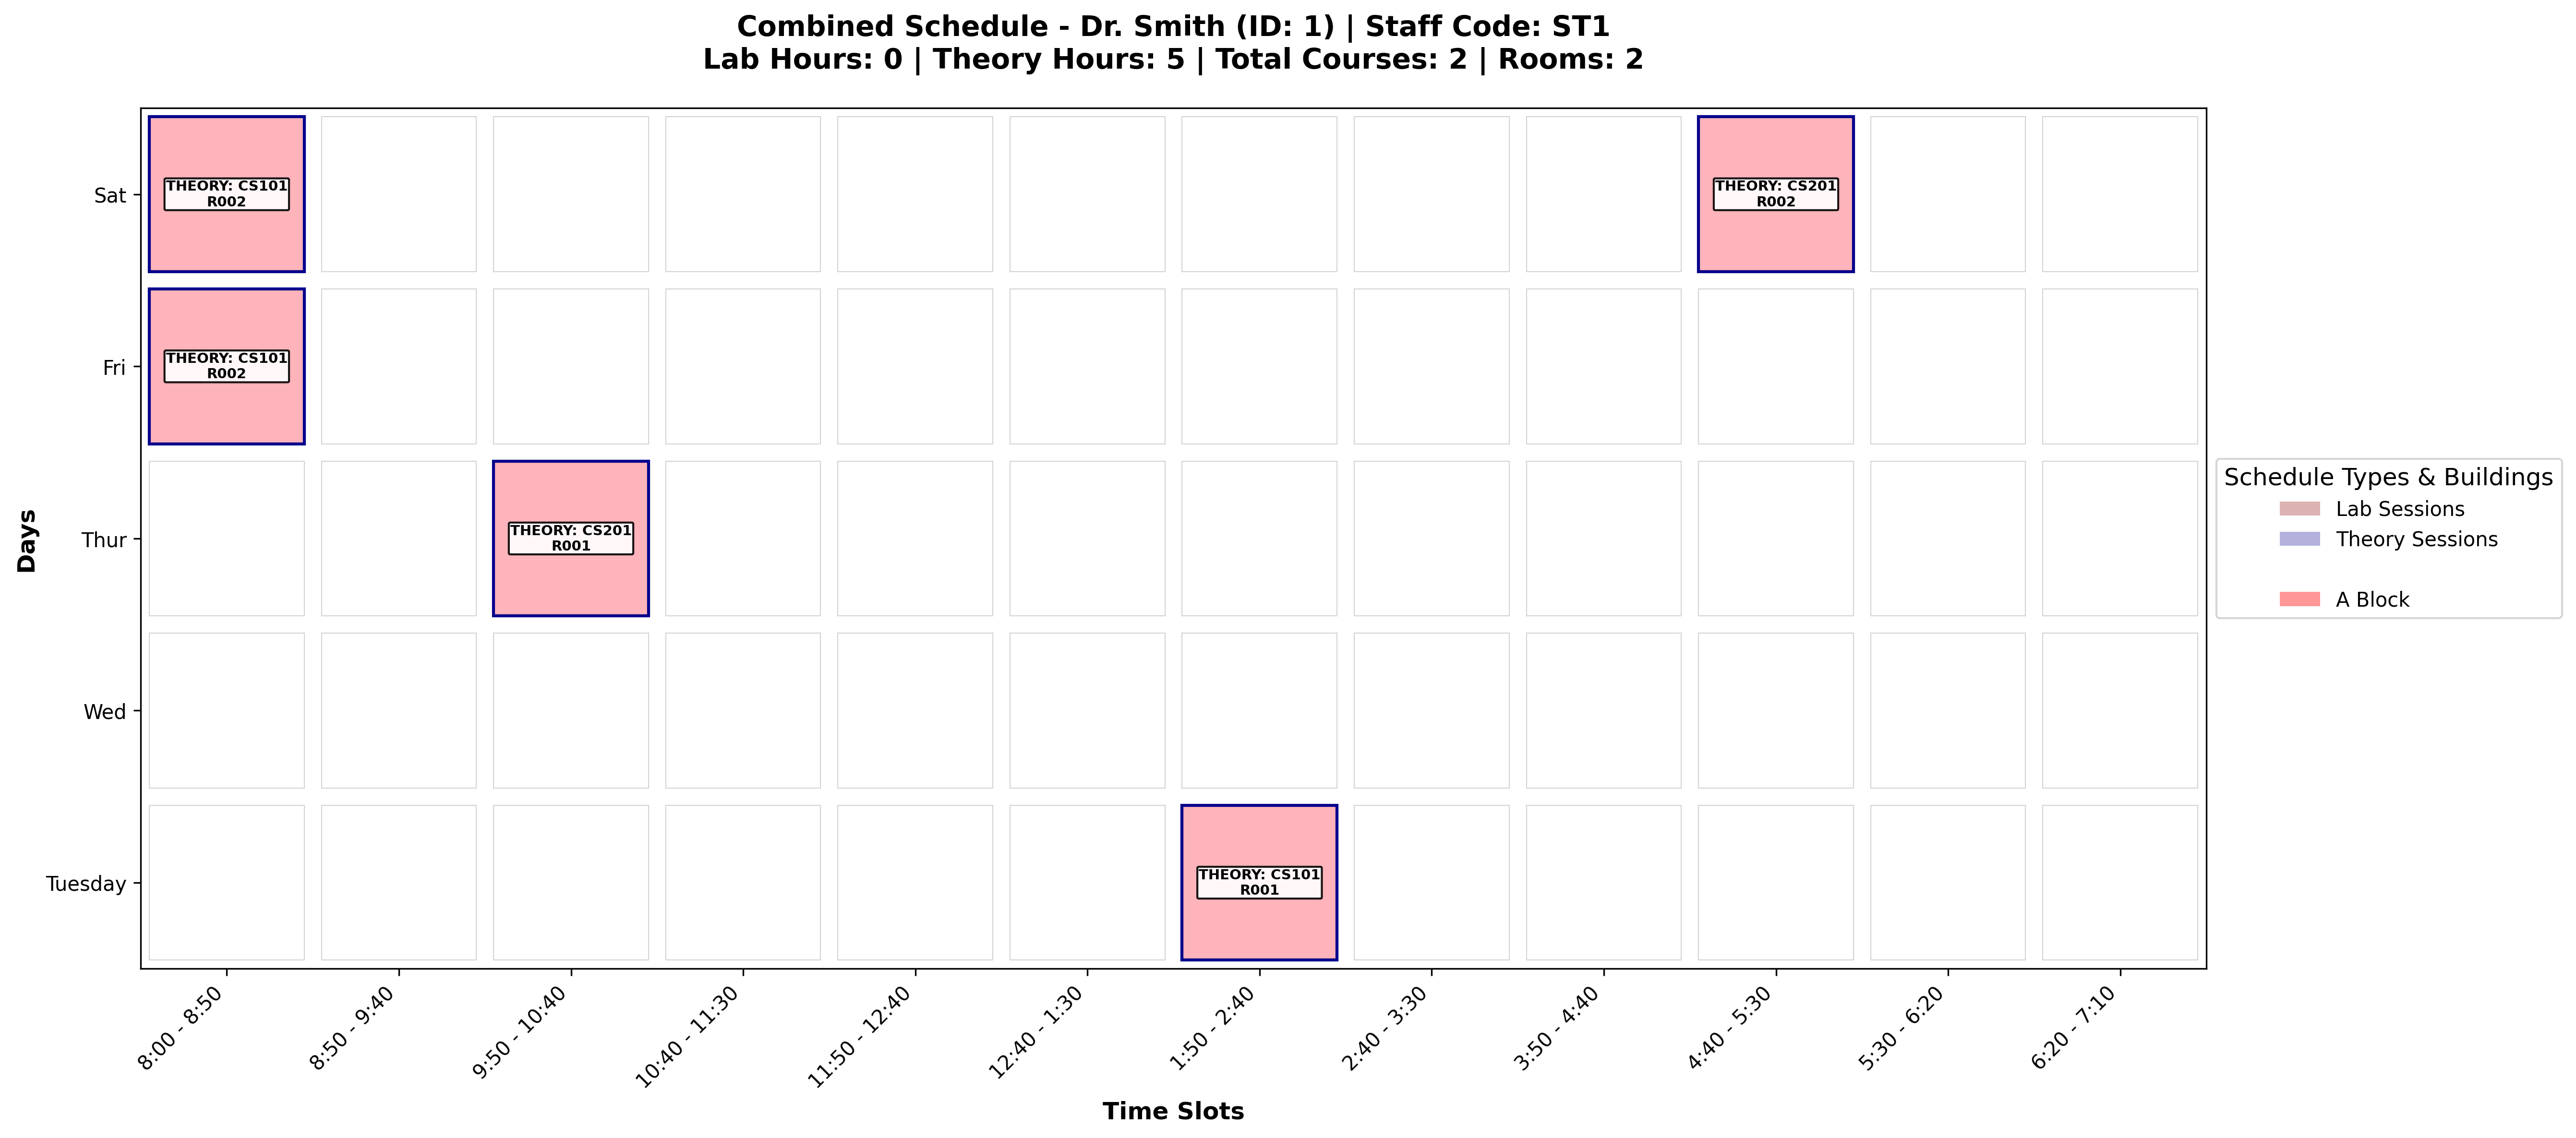 Combined Schedule - Dr. Smith (ID: 1) | Staff Code: ST1
Lab Hours: 0 | Theory Hours: 5 | Total Courses: 2 | Rooms: 2
Days
Sat
THEORY: CS101
R002
THEORY: CS201
R002
Fri
THEORY: CS101
R002
Thur
THEORY: CS201
R001
Wed
Tuesday
THEORY: CS101
R001
8:00 - 8:50
8:50 - 9:40
9:50 - 10:40
10:40 - 11:30
11:50 - 12:40
12:40 - 1:30
1:50 - 2:40
2:40 - 3:30
3:50 - 4:40
4:40 - 5:30
5:30 - 6:20
6:20 - 7:10
Time Slots
Schedule Types & Buildings
Lab Sessions
Theory Sessions
A Block